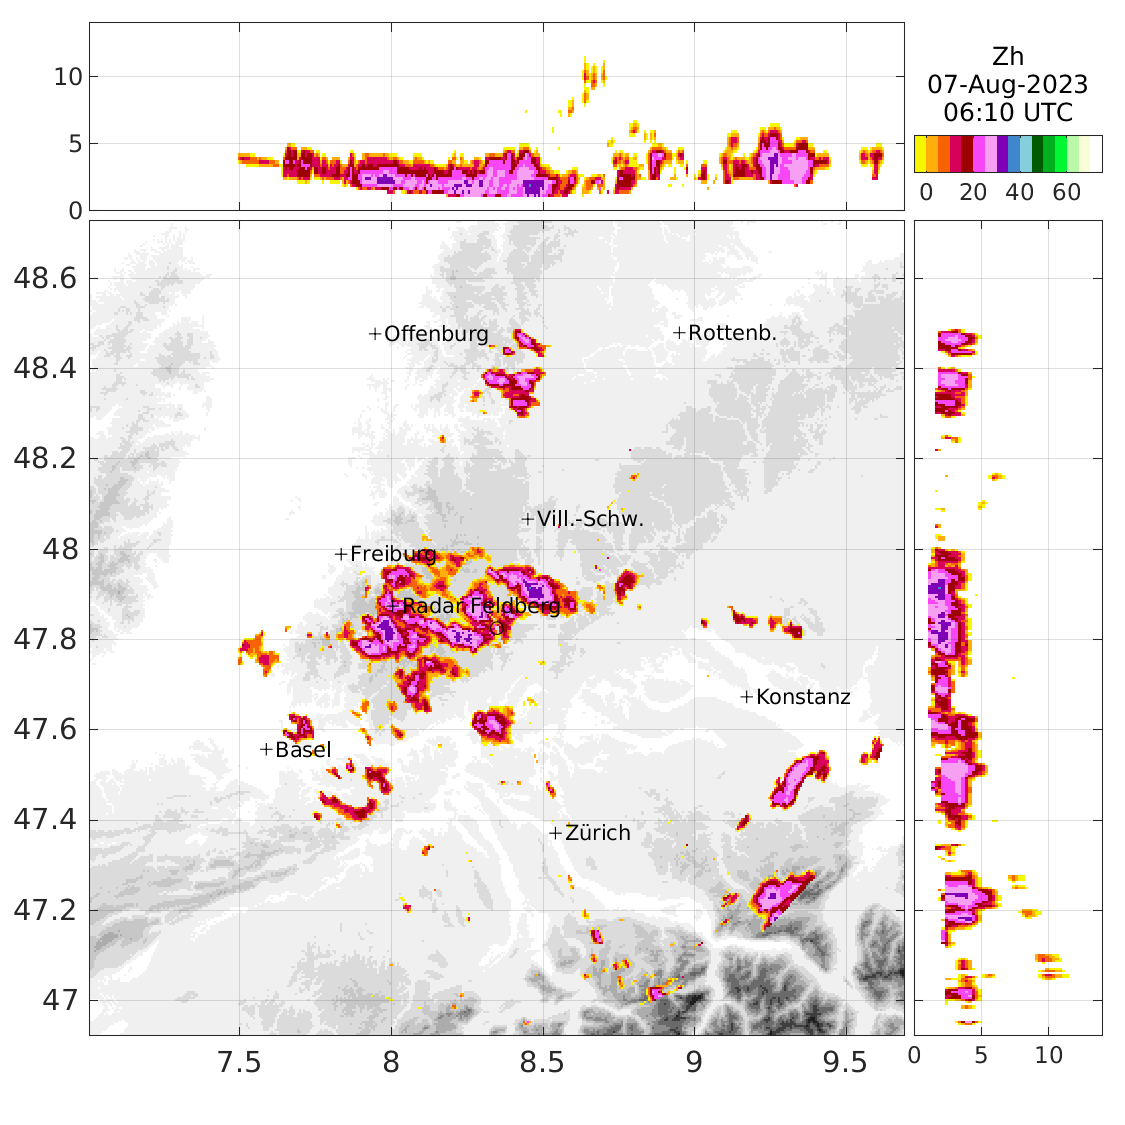 10
5
0
Zh
07-Aug-2023
06:10 UTC
0 20 40 60
48.6
48.4
48.2
48
47.8
47.6
47.4
47.2
47
+Offenburg
+Rottenb.
+Vill.-Schw.
+Freiburg
+Radar Feldberg
+Konstanz
+Basel
+Zürich
7.5 8 8.5 9 9.5
0 5 10